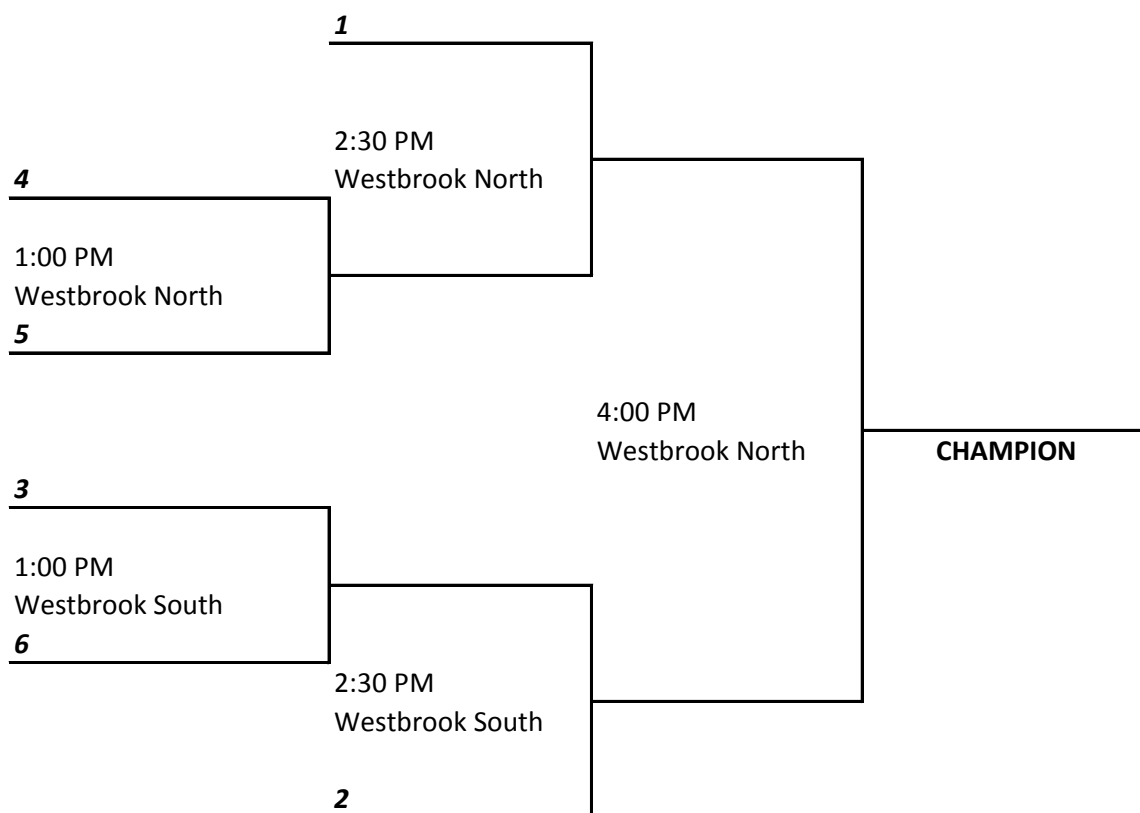 1
2:30 PM
Westbrook North
4
1:00 PM
Westbrook North
5
4:00 PM
Westbrook North
CHAMPION
3
1:00 PM
Westbrook South
6
2:30 PM
Westbrook South
2